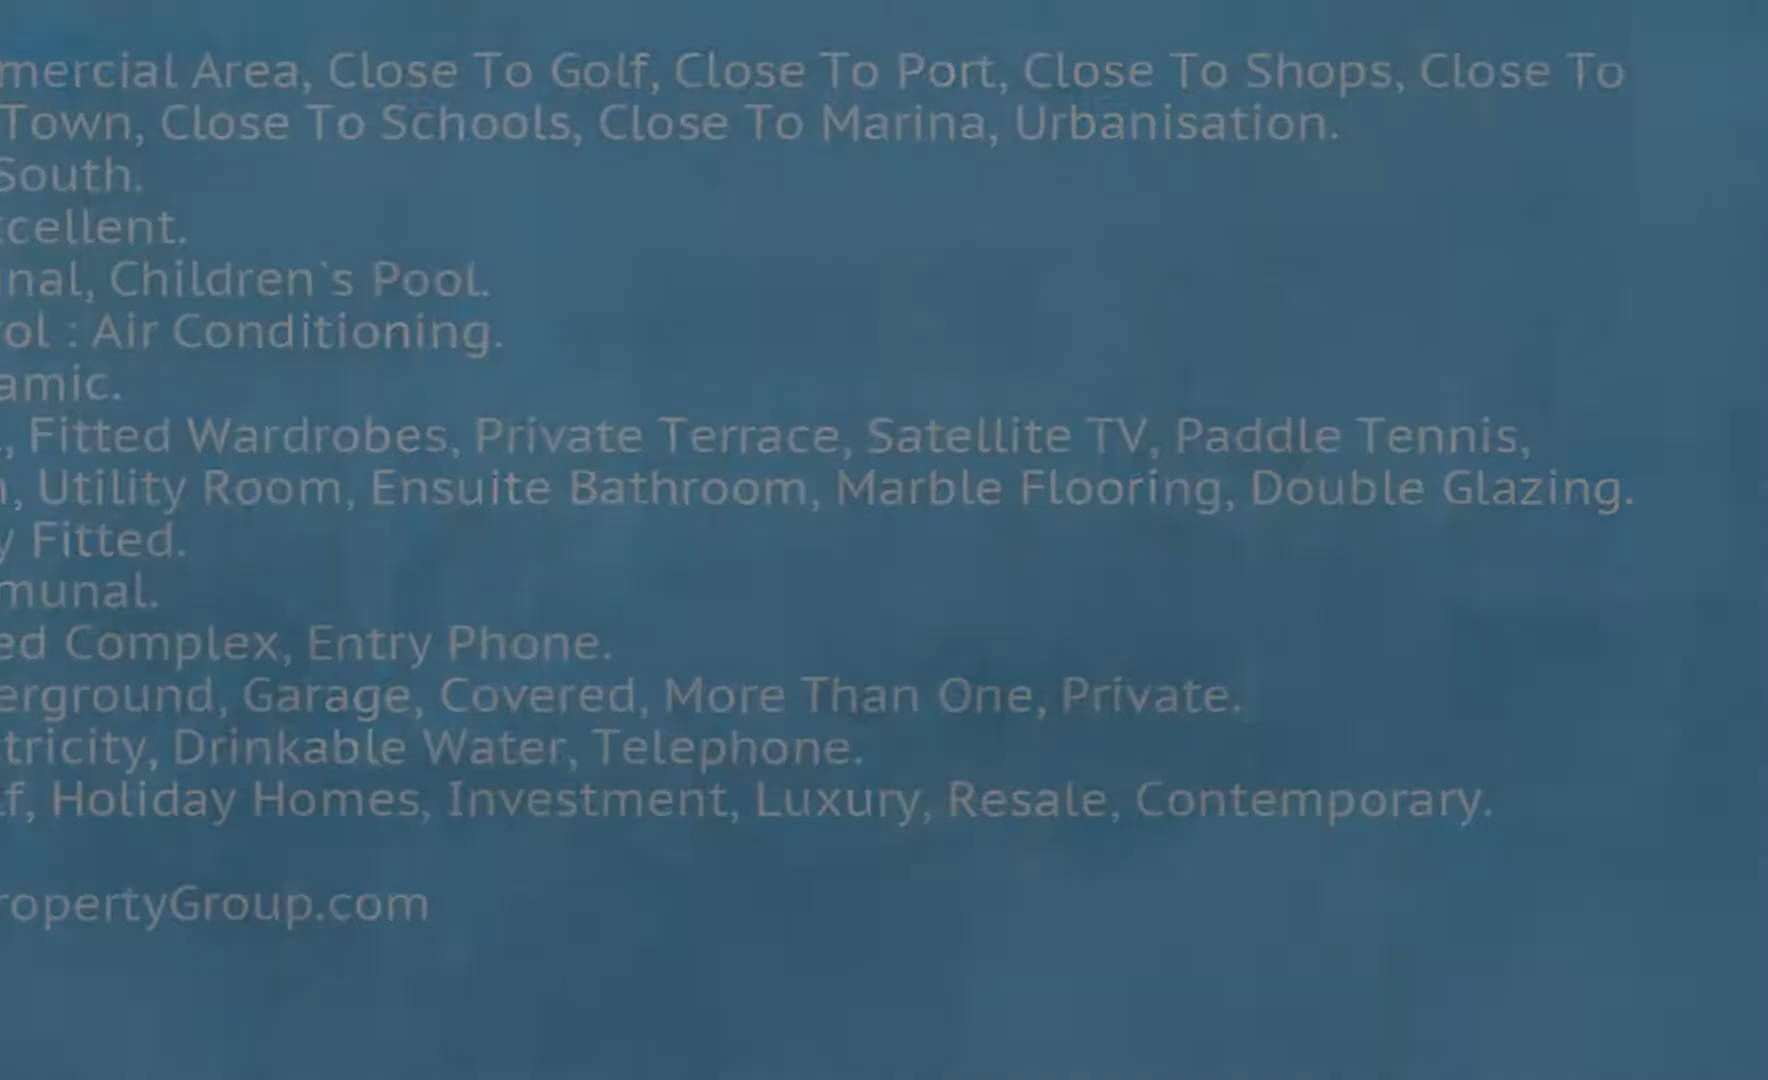 mercial Area, Close To Golf, Close To Port, Close To Shops, Close To
Town, Close To Schools, Close To Marina, Urbanisation.
South.
cellent.
nal, Children`s Pool.
ol : Air Conditioning.
amic.
, Fitted Wardrobes, Private Terrace, Satellite TV, Paddle Tennis,
, Utility Room, Ensuite Bathroom, Marble Flooring, Double Glazing.
y Fitted.
munal.
ed Complex, Entry Phone.
erground, Garage, Covered, More Than One, Private.
tricity, Drinkable Water, Telephone.
f, Holiday Homes, Investment, Luxury, Resale, Contemporary.
ropertyGroup.com